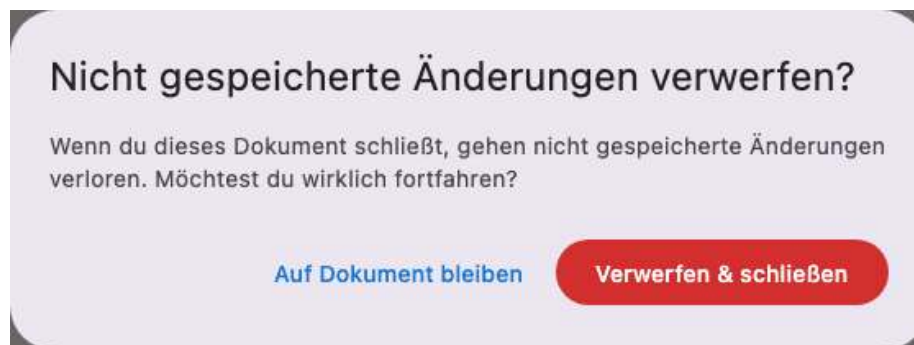 Nicht gespeicherte Änderungen verwerfen?
Wenn du dieses Dokument schließt, gehen nicht gespeicherte Änderungen
verloren. Möchtest du wirklich fortfahren?
Auf Dokument bleiben
Verwerfen & schließen